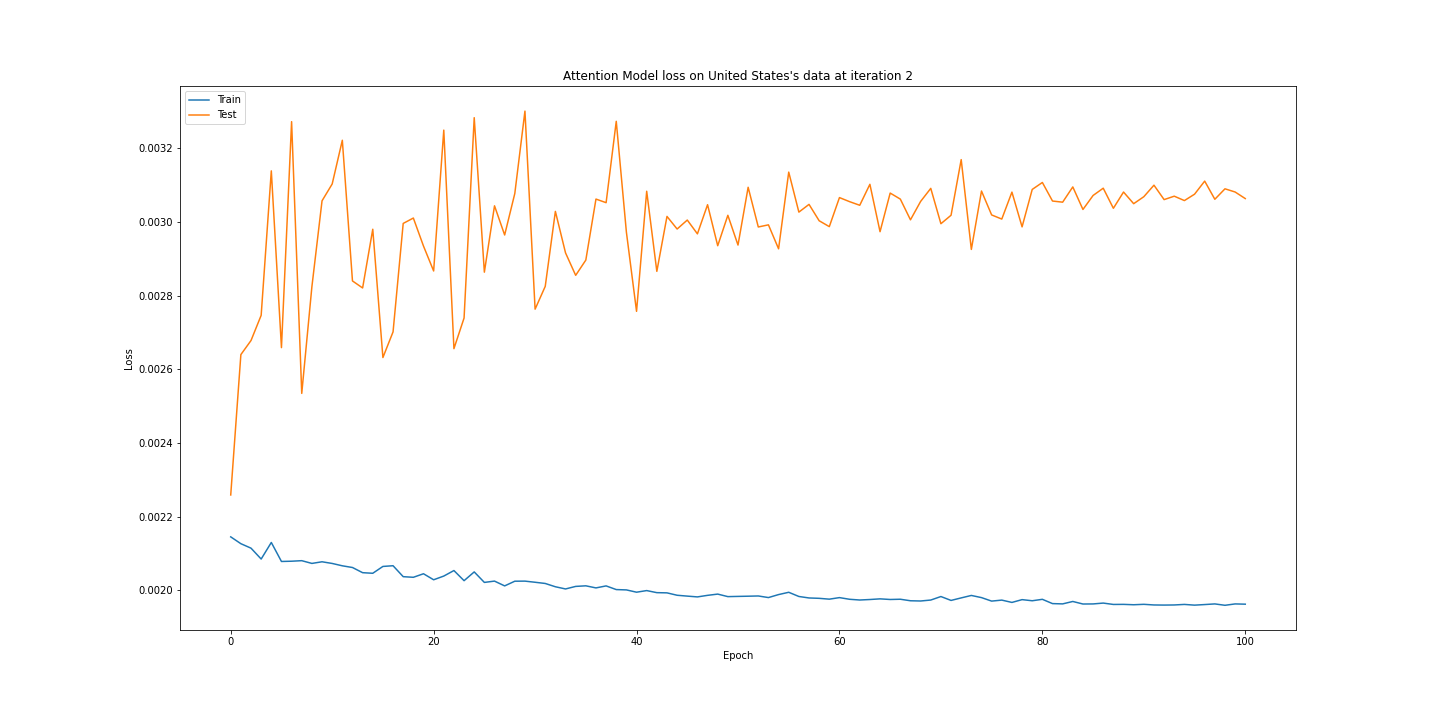 Attention Model loss on United States's data at iteration 2
Train
Test
0.0032
0.0030
0.0028
0.0026
0.0024
0.0022
0.0020
Loss
0 20 40 60 80 100
Epoch